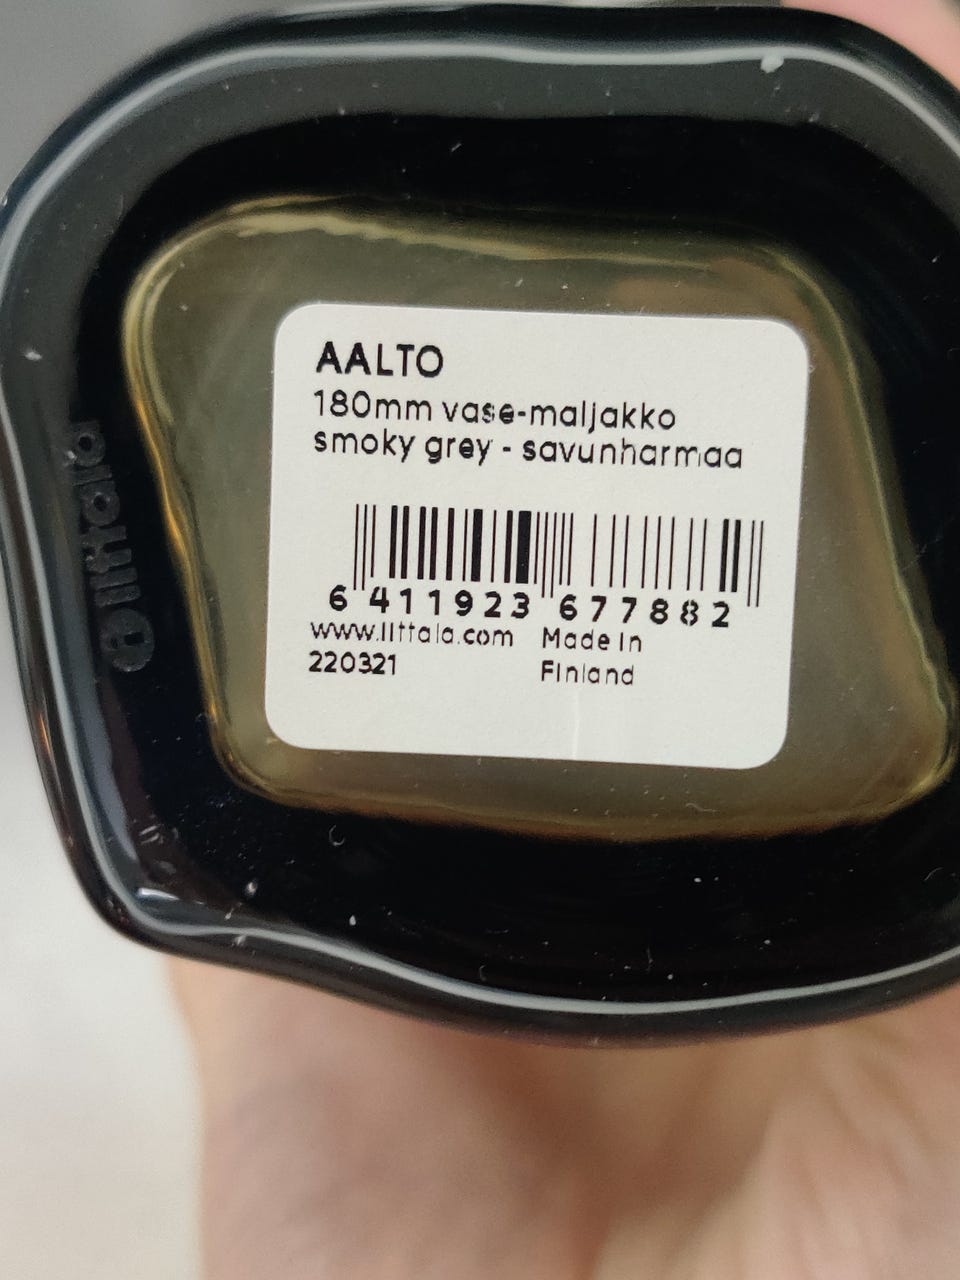 AALTO
180mm vase-maljakko
smoky grey - savunharmaa
6 411923 677882
www.iittala.com Made in
220321 Finland
iittala